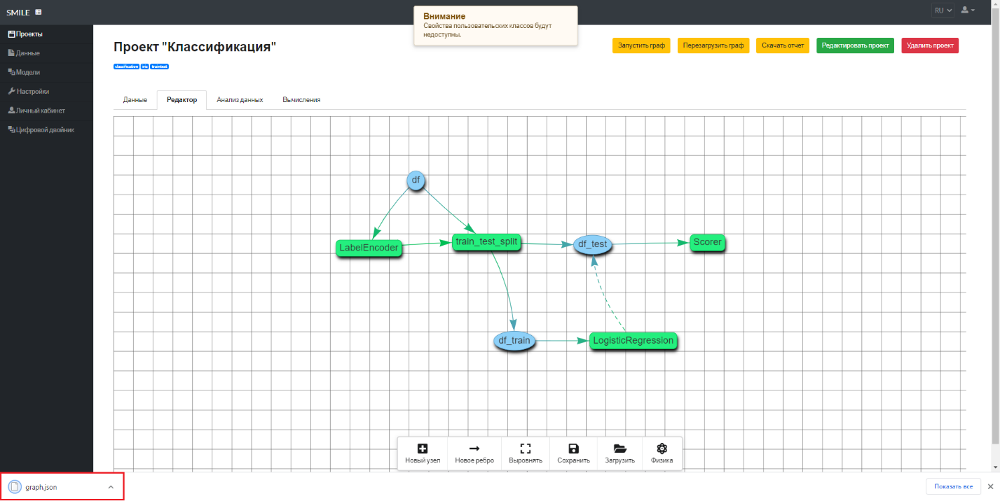 SMILE
RU
Внимание
Свойства пользовательских классов будут
недоступны.
Проекты
Данные
Модели
Настройки
Личный кабинет
Цифровой двойник
Проект "Классификация"
Запустить граф
Перезагрузить граф
Скачать отчет
Редактировать проект
Удалить проект
classification
Данные
Редактор
Анализ данных
Вычисления
df
LabelEncoder
train_test_split
df_test
Scorer
df_train
LogisticRegression
Новый узел
Новое ребро
Выровнять
Сохранить
Загрузить
Физика
graph.json
Показать все